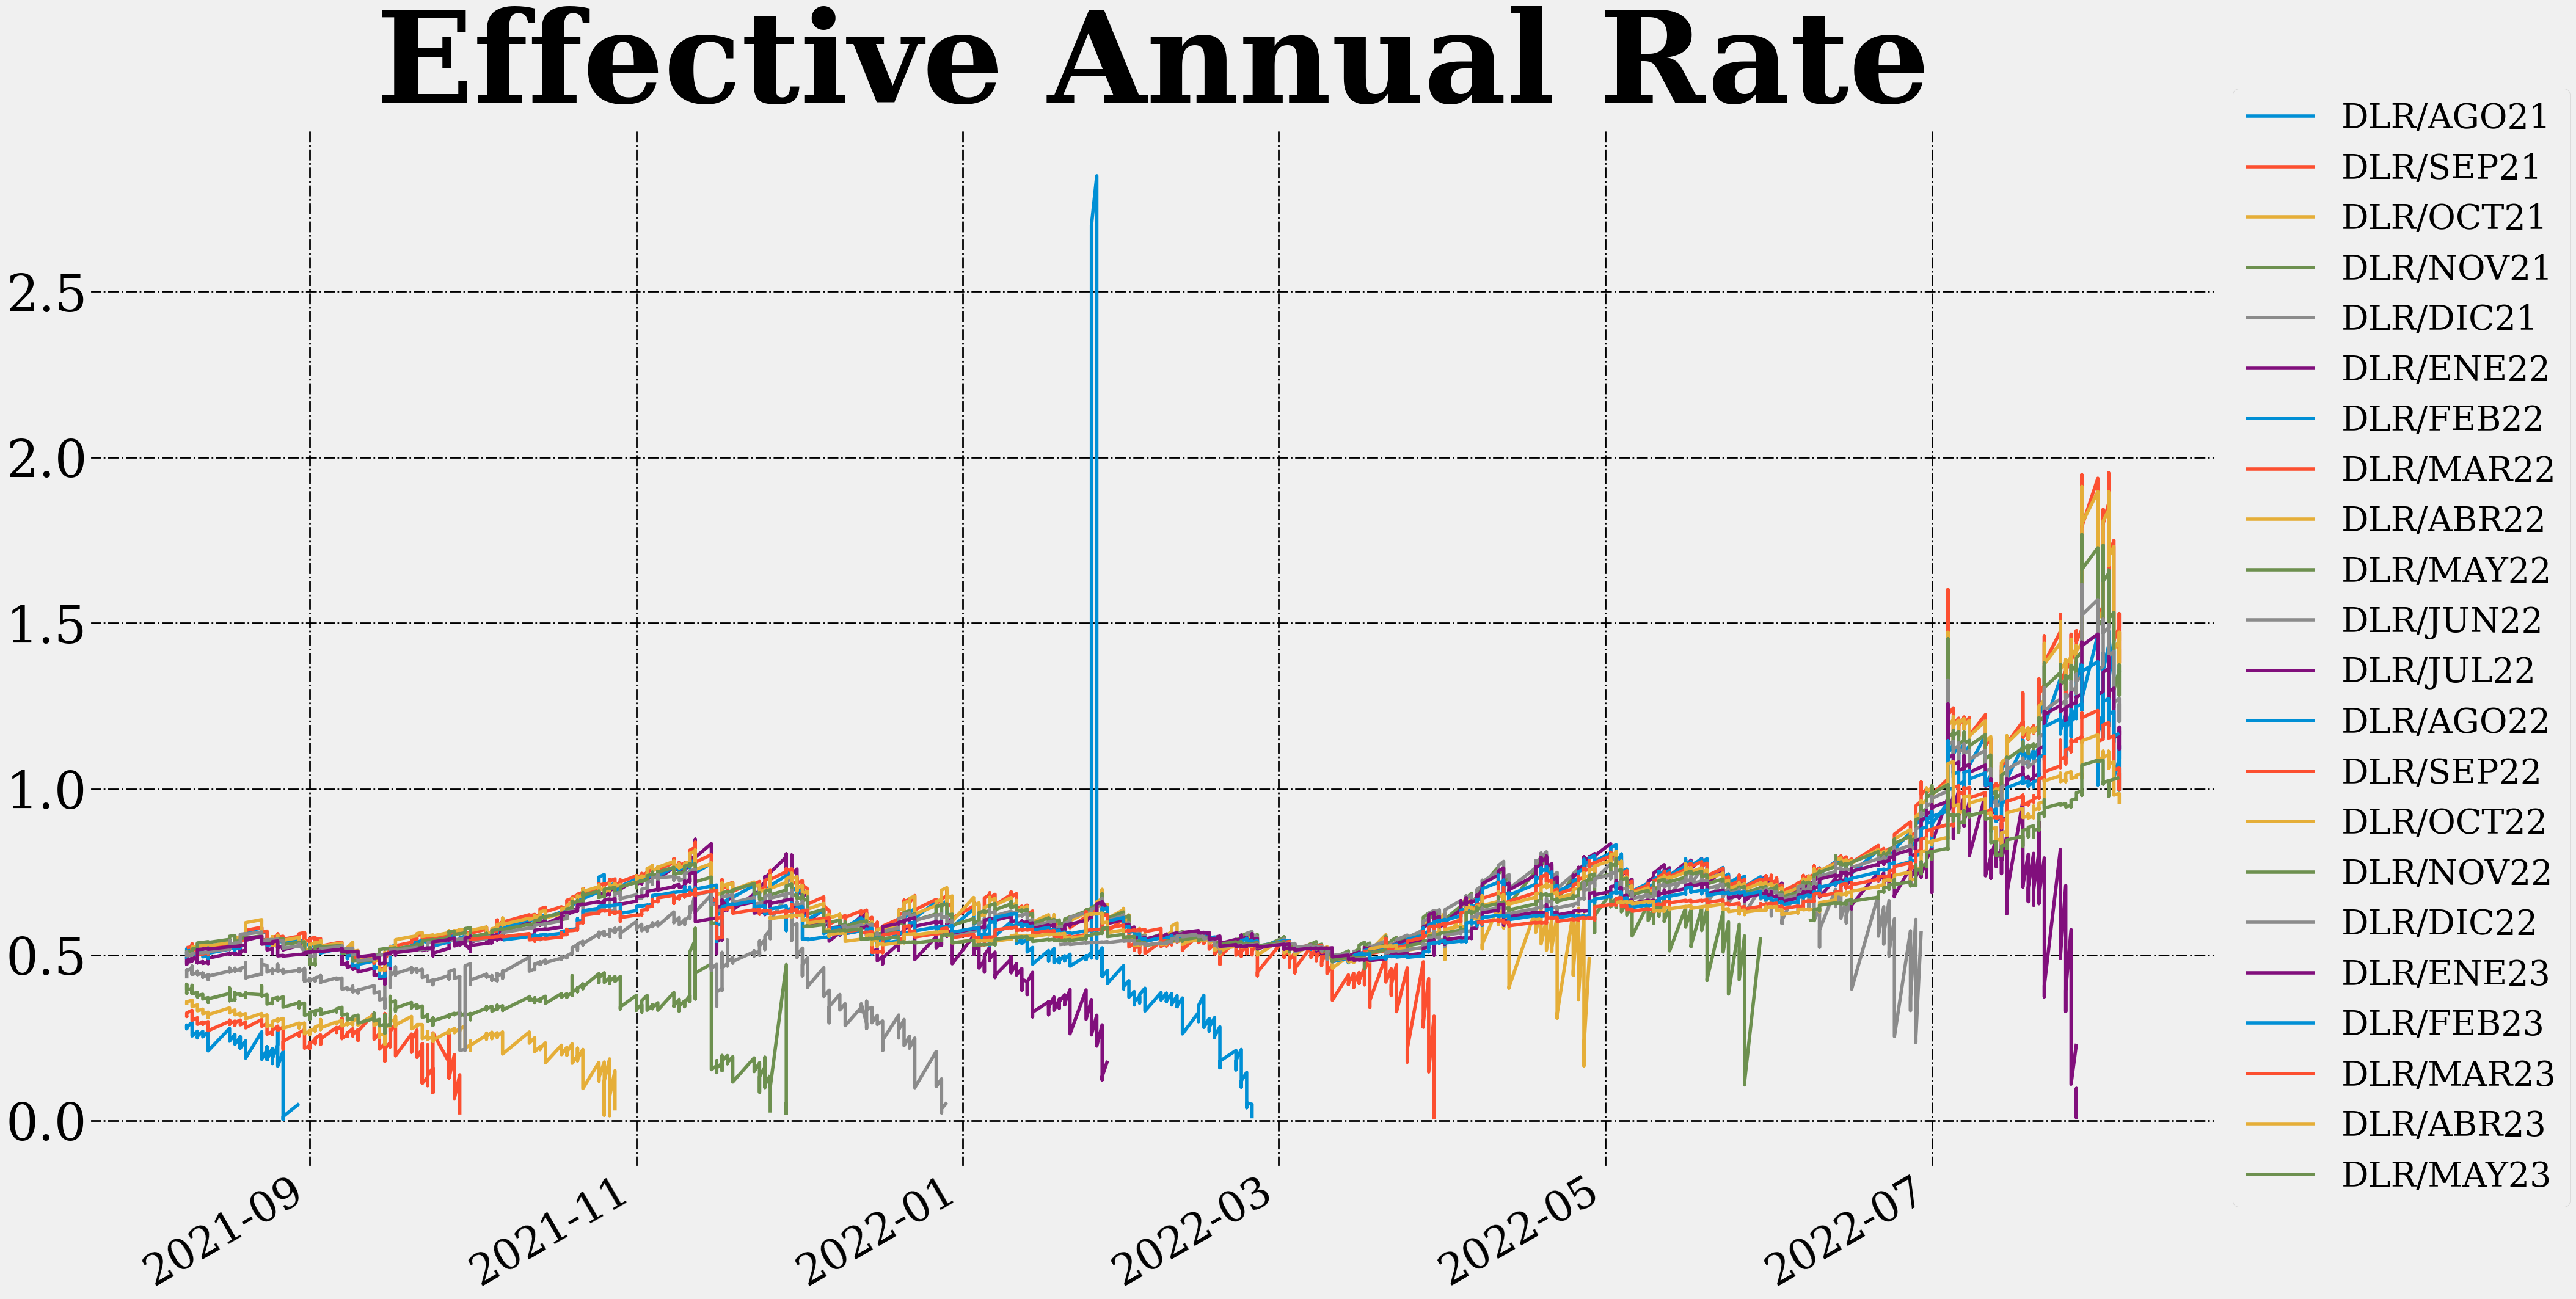 Effective Annual Rate
2.5
2.0
1.5
1.0
0.5
0.0
2021-09
2021-11
2022-01
2022-03
2022-05
2022-07
DLR/AGO21
DLR/SEP21
DLR/OCT21
DLR/NOV21
DLR/DIC21
DLR/ENE22
DLR/FEB22
DLR/MAR22
DLR/ABR22
DLR/MAY22
DLR/JUN22
DLR/JUL22
DLR/AGO22
DLR/SEP22
DLR/OCT22
DLR/NOV22
DLR/DIC22
DLR/ENE23
DLR/FEB23
DLR/MAR23
DLR/ABR23
DLR/MAY23